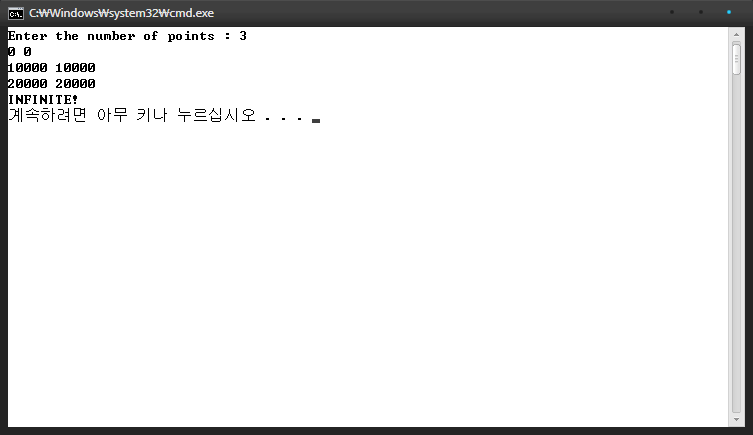 C:₩Windows₩system32₩cmd.exe
Enter the number of points : 3
0 0
10000 10000
20000 20000
INFINITE!
계속하려면 아무 키나 누르십시오 . . .